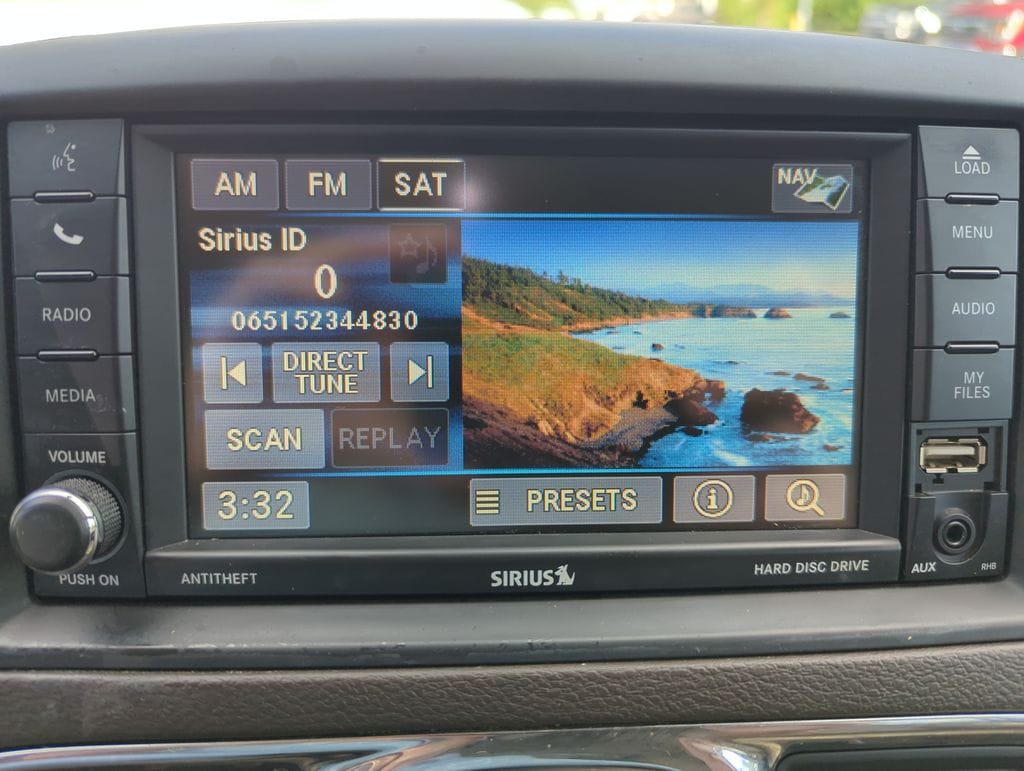 AM FM SAT NAV
LOAD
Sirius ID
0
065152344830
MENU
RADIO
AUDIO
DIRECT
TUNE
MEDIA
MY
FILES
SCAN REPLAY
VOLUME
3:32 PRESETS
PUSH ON
ANTITHEFT
SIRIUS
HARD DISC DRIVE
AUX
RHB